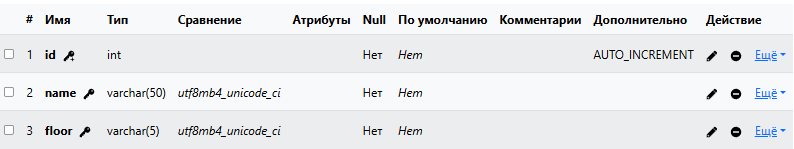 # Имя Тип Сравнение Атрибуты Null По умолчанию Комментарии Дополнительно Действие
1 id int Нет Нет AUTO_INCREMENT Ещё
2 name varchar(50) utf8mb4_unicode_ci Нет Нет Ещё
3 floor varchar(5) utf8mb4_unicode_ci Нет Нет Ещё